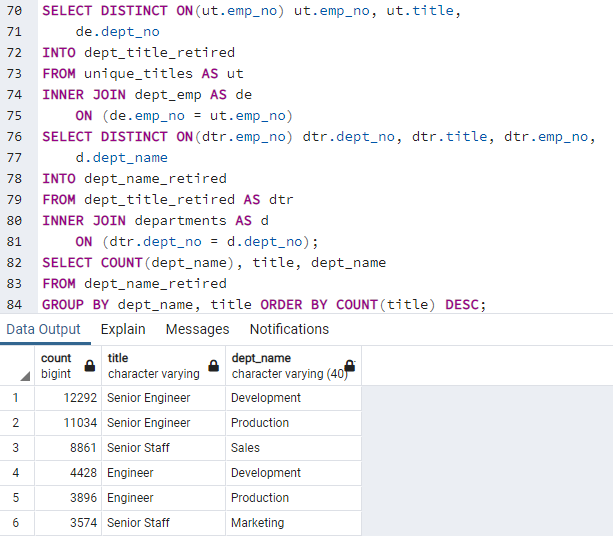 70 SELECT DISTINCT ON(ut.emp_no) ut.emp_no, ut.title,
71 de.dept_no
72 INTO dept_title_retired
73 FROM unique_titles AS ut
74 INNER JOIN dept_emp AS de
75 ON (de.emp_no = ut.emp_no)
76 SELECT DISTINCT ON(dtr.emp_no) dtr.dept_no, dtr.title, dtr.emp_no,
77 d.dept_name
78 INTO dept_name_retired
79 FROM dept_title_retired AS dtr
80 INNER JOIN departments AS d
81 ON (dtr.dept_no = d.dept_no);
82 SELECT COUNT(dept_name), title, dept_name
83 FROM dept_name_retired
84 GROUP BY dept_name, title ORDER BY COUNT(title) DESC;
Data Output Explain Messages Notifications
count title dept_name
bigint character varying character varying (40)
1 12292 Senior Engineer Development
2 11034 Senior Engineer Production
3 8861 Senior Staff Sales
4 4428 Engineer Development
5 3896 Engineer Production
6 3574 Senior Staff Marketing